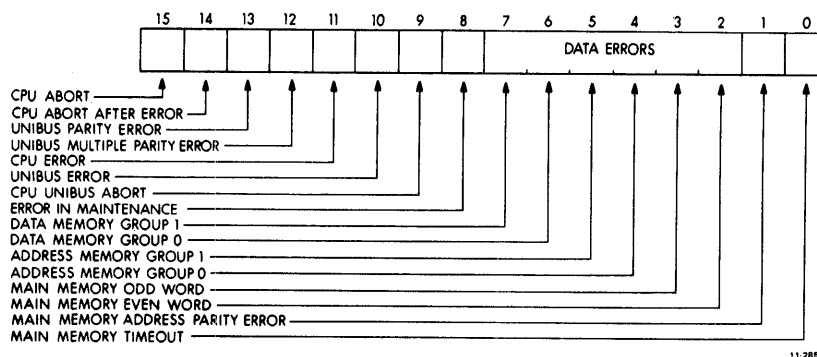 15 14 13 12 11 10 9 8 7 6 5 4 3 2 1 0
DATA ERRORS
CPU ABORT
CPU ABORT AFTER ERROR
UNIBUS PARITY ERROR
UNIBUS MULTIPLE PARITY ERROR
CPU ERROR
UNIBUS ERROR
CPU UNIBUS ABORT
ERROR IN MAINTENANCE
DATA MEMORY GROUP 1
DATA MEMORY GROUP 0
ADDRESS MEMORY GROUP 1
ADDRESS MEMORY GROUP 0
MAIN MEMORY ODD WORD
MAIN MEMORY EVEN WORD
MAIN MEMORY ADDRESS PARITY ERROR
MAIN MEMORY TIMEOUT